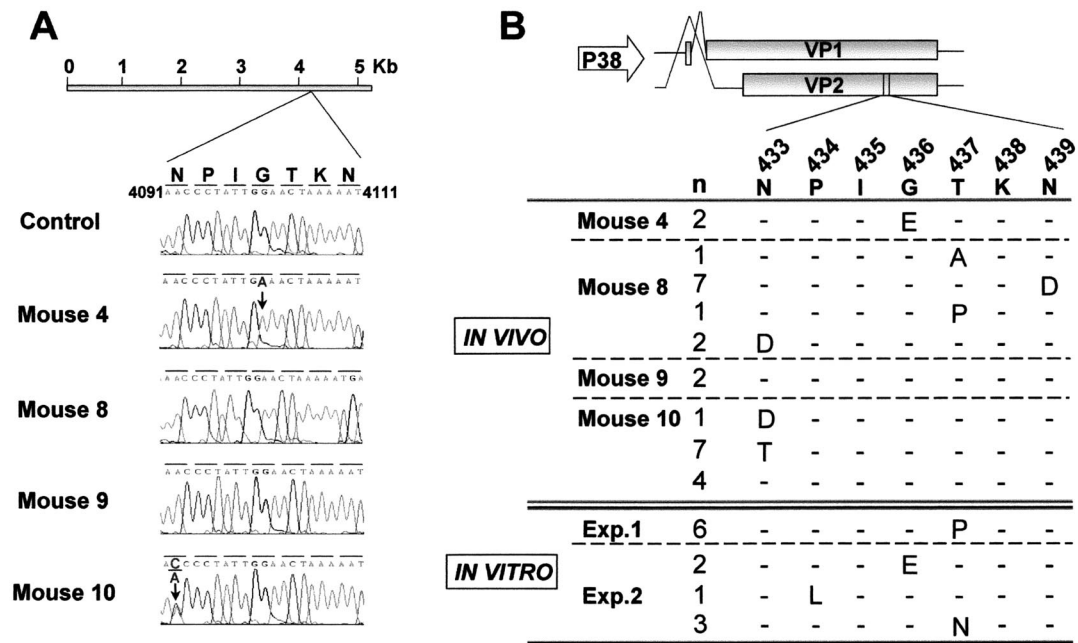 A
0 1 2 3 4 5 Kb
N P I G T K N
4091 AACCCTATTGGAACTAAAAAT 4111
Control
AACCCTATTGAAACTAAAAAT
Mouse 4
AACCCTATTGGAACTAAAAATGA
Mouse 8
AACCCTATTGGAACTAAAAAT
Mouse 9
ACCCCTATTGGAACTAAAAAT
A
Mouse 10
B
P38
VP1
VP2
433 434 435 436 437 438 439
n N P I G T K N
Mouse 4 2 - - - E - - -
1 - - - - A - -
Mouse 8 7 - - - - - - D
1 - - - - P - -
IN VIVO
2 D - - - - - -
Mouse 9 2 - - - - - - -
Mouse 10 1 D - - - - - -
7 T - - - - - -
4 - - - - - - -
Exp.1 6 - - - - P - -
IN VITRO
2 - - - E - - -
Exp.2 1 - L - - - - -
3 - - - - N - -